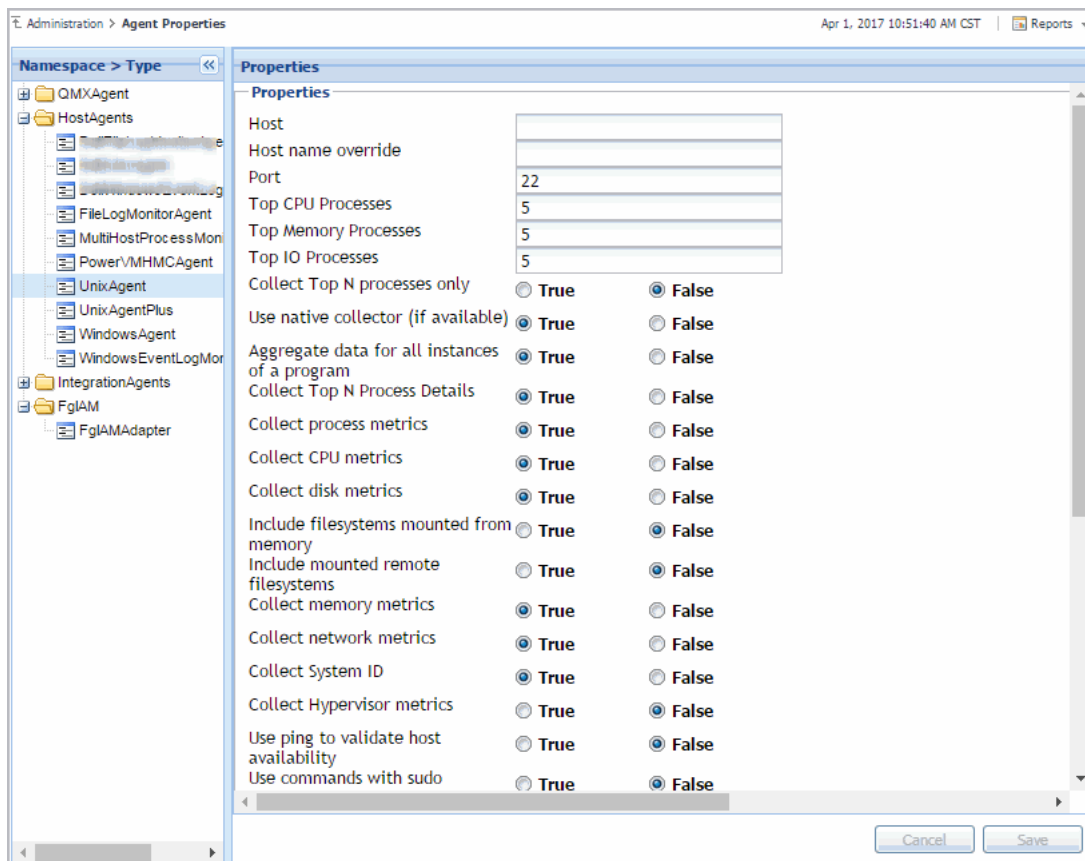 Administration > Agent Properties
Apr 1, 2017 10:51:40 AM CST
Reports
Namespace > Type
QMXAgent
HostAgents
FileLogMonitorAgent
MultiHostProcessMoni
PowerVMHMCAgent
UnixAgent
UnixAgentPlus
WindowsAgent
WindowsEventLogMor
IntegrationAgents
FglAM
FglAMAdapter
Properties
Properties
Host
Host name override
Port 22
Top CPU Processes 5
Top Memory Processes 5
Top IO Processes 5
Collect Top N processes only True False
Use native collector (if available) True False
Aggregate data for all instances
of a program True False
Collect Top N Process Details True False
Collect process metrics True False
Collect CPU metrics True False
Collect disk metrics True False
Include filesystems mounted from
memory True False
Include mounted remote
filesystems True False
Collect memory metrics True False
Collect network metrics True False
Collect System ID True False
Collect Hypervisor metrics True False
Use ping to validate host
availability True False
Use commands with sudo True False
Cancel
Save